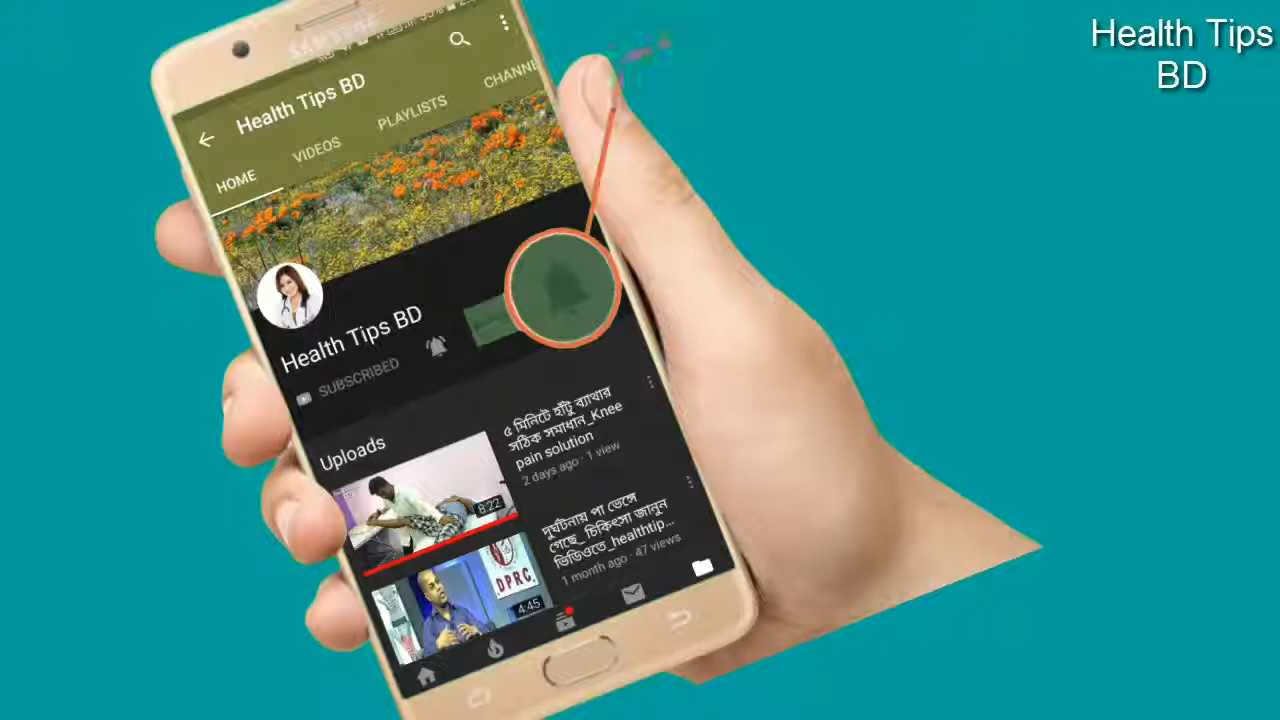 Health Tips
BD
SAMSUNG
Health Tips BD
HOME
VIDEOS
PLAYLISTS
CHANNE
Health Tips BD
SUBSCRIBED
Uploads
8:22
৫ মিনিটে হাঁটু ব্যাথার
সঠিক সমাধান_Knee
pain solution
2 days ago · 1 view
DPRC
4:45
দুর্ঘটনায় পা ভেঙ্গে
গেছে_ চিকিৎসা জানুন
ভিডিওতে_healthtip...
1 month ago · 47 views